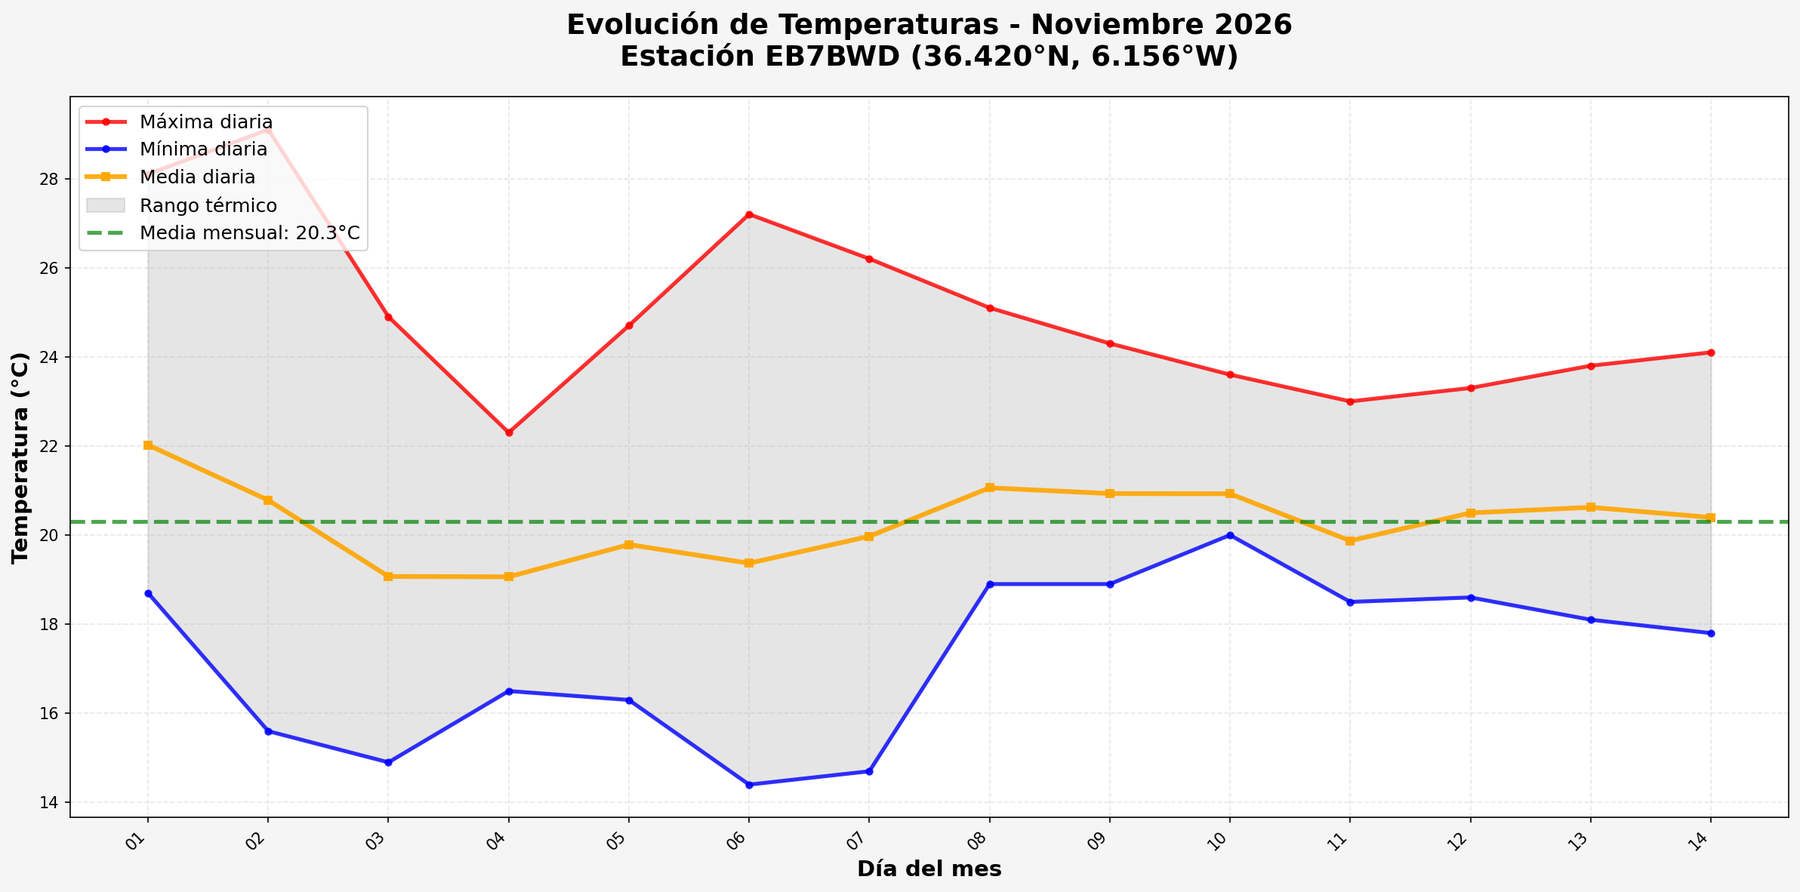 Evolución de Temperaturas - Noviembre 2026
Estación EB7BWD (36.420°N, 6.156°W)
Máxima diaria
Mínima diaria
Media diaria
Rango térmico
Media mensual: 20.3°C
Temperatura (°C)
28
26
24
22
20
18
16
14
01 02 03 04 05 06 07 08 09 10 11 12 13 14
Día del mes